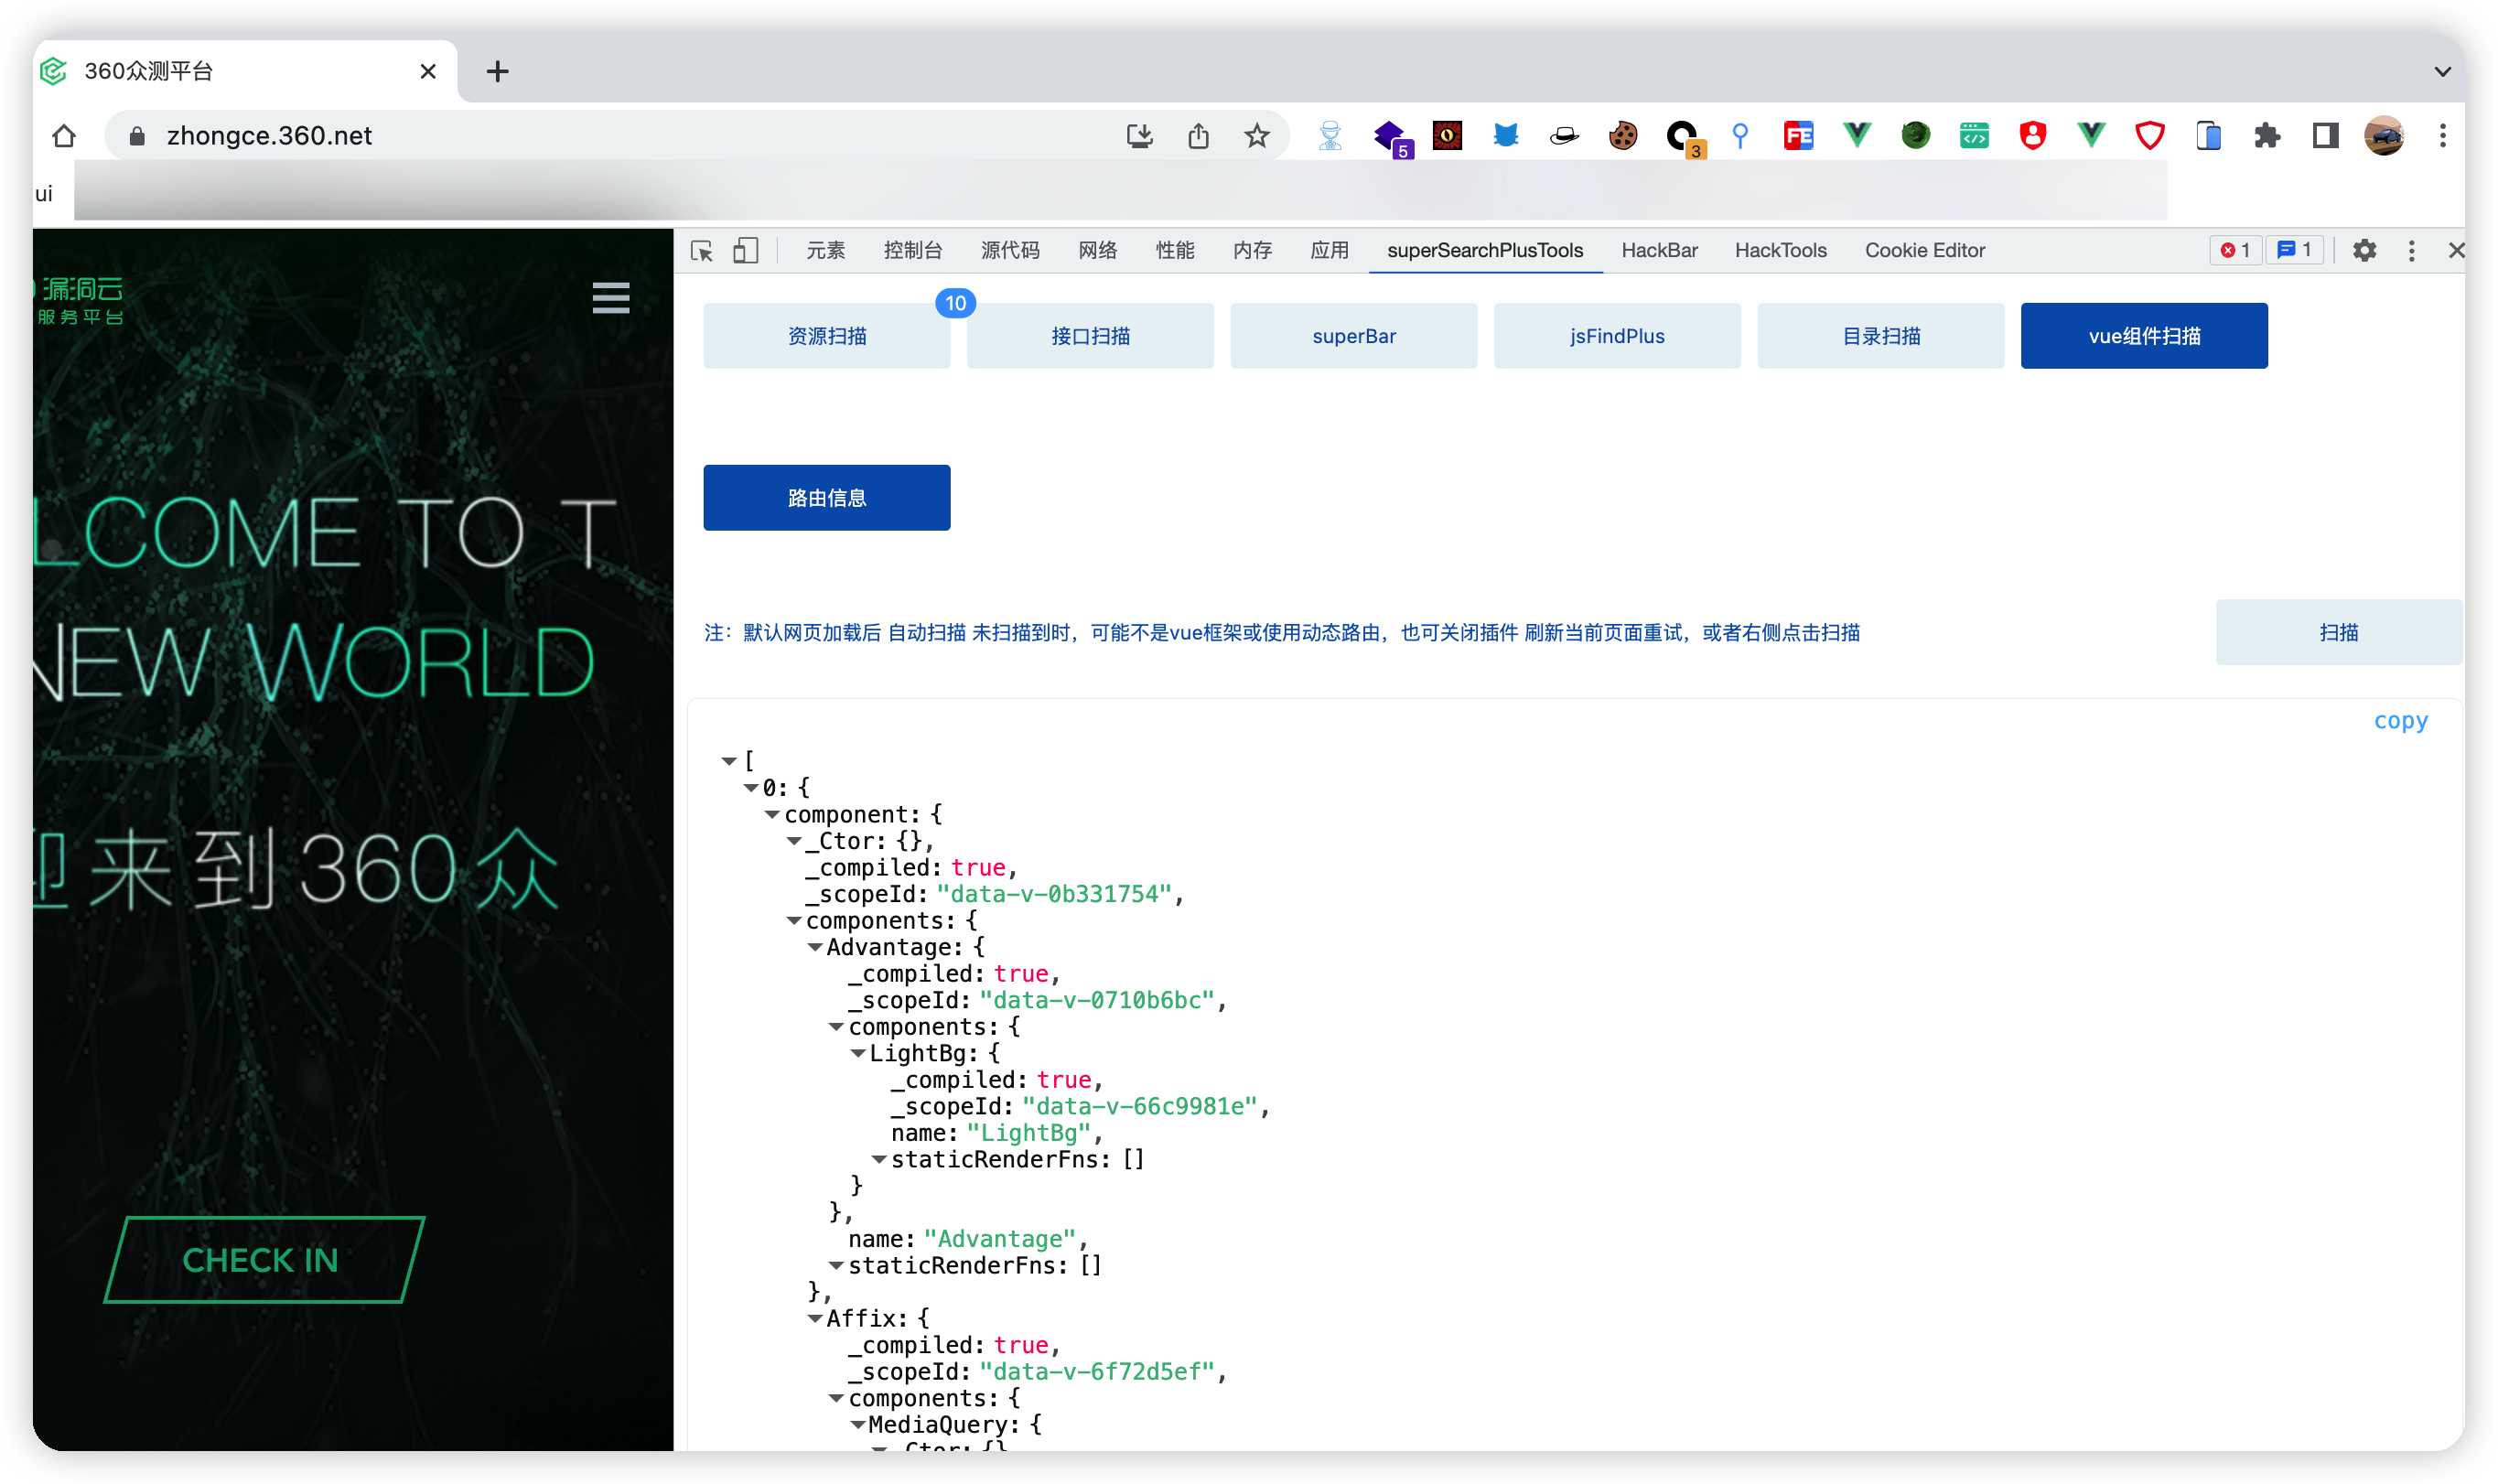 360众测平台
zhongce.360.net
5
3
ui
漏洞云
服务平台
LCOME TO T
NEW WORLD
迎来到360众
CHECK IN
元素 控制台 源代码 网络 性能 内存 应用 superSearchPlusTools HackBar HackTools Cookie Editor 1 1
10
资源扫描 接口扫描 superBar jsFindPlus 目录扫描 vue组件扫描
路由信息
注：默认网页加载后 自动扫描 未扫描到时，可能不是vue框架或使用动态路由，也可关闭插件 刷新当前页面重试，或者右侧点击扫描
扫描
copy
[
0: {
component: {
_Ctor: {},
_compiled: true,
_scopeId: "data-v-0b331754",
components: {
Advantage: {
_compiled: true,
_scopeId: "data-v-0710b6bc",
components: {
LightBg: {
_compiled: true,
_scopeId: "data-v-66c9981e",
name: "LightBg",
staticRenderFns: []
}
},
name: "Advantage",
staticRenderFns: []
},
Affix: {
_compiled: true,
_scopeId: "data-v-6f72d5ef",
components: {
MediaQuery: {
_Ctor: {}